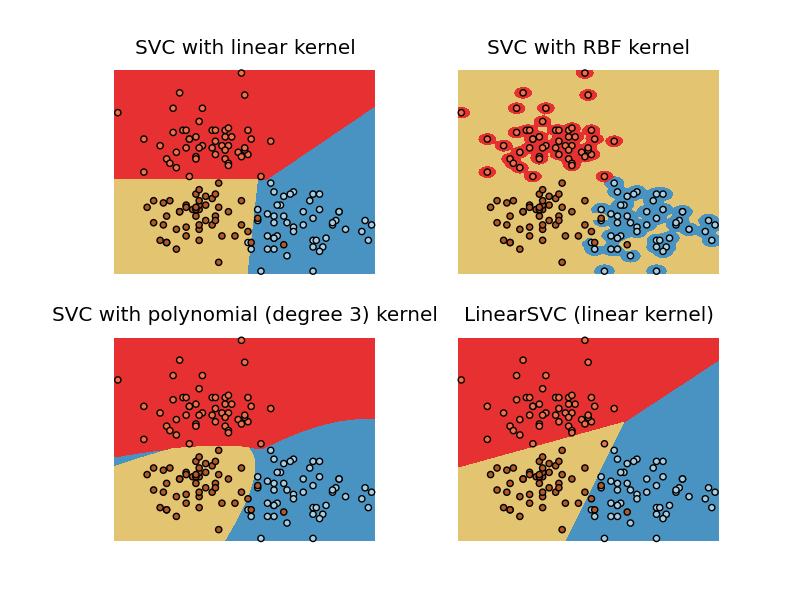 SVC with linear kernel
SVC with RBF kernel
SVC with polynomial (degree 3) kernel
LinearSVC (linear kernel)